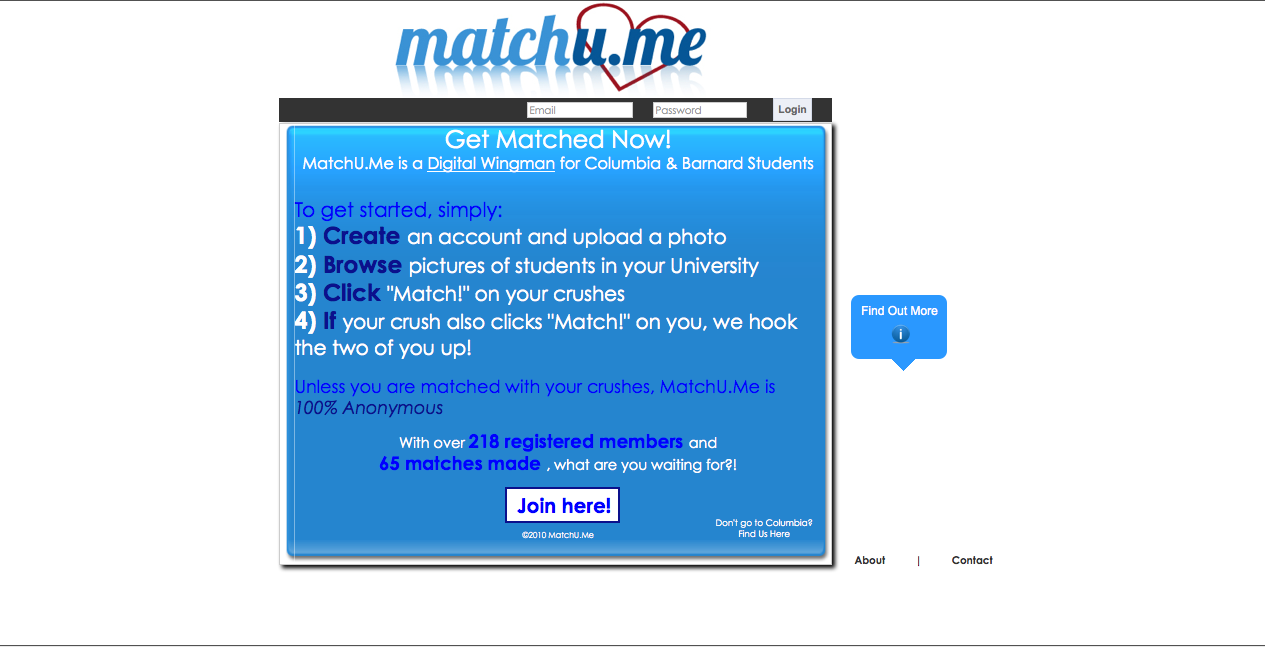 matchu.me
Email Password Login
Get Matched Now!
MatchU.Me is a Digital Wingman for Columbia & Barnard Students
To get started, simply:
1) Create an account and upload a photo
2) Browse pictures of students in your University
3) Click "Match!" on your crushes
4) If your crush also clicks "Match!" on you, we hook
the two of you up!
Unless you are matched with your crushes, MatchU.Me is
100% Anonymous
With over 218 registered members and
65 matches made , what are you waiting for?!
Join here!
Don't go to Columbia?
Find Us Here
©2010 MatchU.Me
Find Out More
i
About | Contact